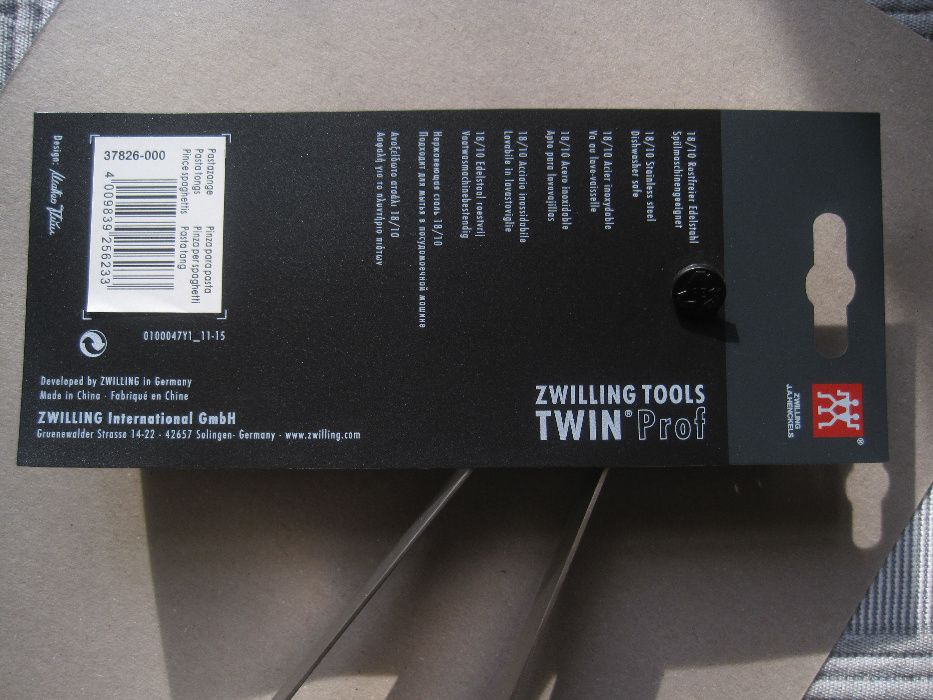 18/10 Rostfreier Edelstahl
Spülmaschinengeeignet
18/10 Stainless steel
Dishwasher safe
18/10 Acier inoxydable
Va au lave-vaisselle
18/10 Acero inoxidable
Apto para lavavajillas
18/10 Acciaio inossidabile
Lavabile in lavastoviglie
18/10 Edelstaal roestvrij
Vaatwasmachinebestendig
Нержавеющая сталь 18/10
Подходит для мытья в посудомоечной машине
Ανοξείδωτο ατσάλι 18/10
Ασφαλή για το πλυντήριο πιάτων
Pastazange
Pasta tongs
Pince spaghettis
Pinza para pasta
Pinza per spaghetti
Pasta tang
37826-000
4 009839 256233
Design:
0100047Y1_11-15
Developed by ZWILLING in Germany
Made in China · Fabriqué en Chine
ZWILLING International GmbH
Gruenewalder Strasse 14-22 · 42657 Solingen- Germany · www.zwilling.com
ZWILLING TOOLS
TWIN® Prof
ZWILLING
J.A.HENCKELS
®